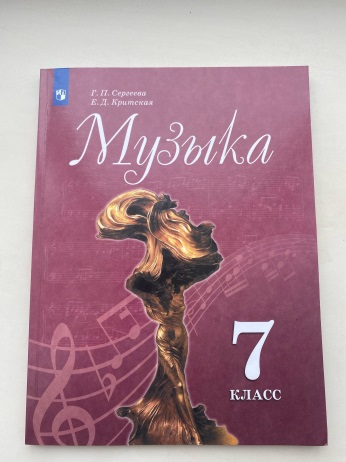 Г. П. Сергеева
Е. Д. Критская
Музыка
7
КЛАСС